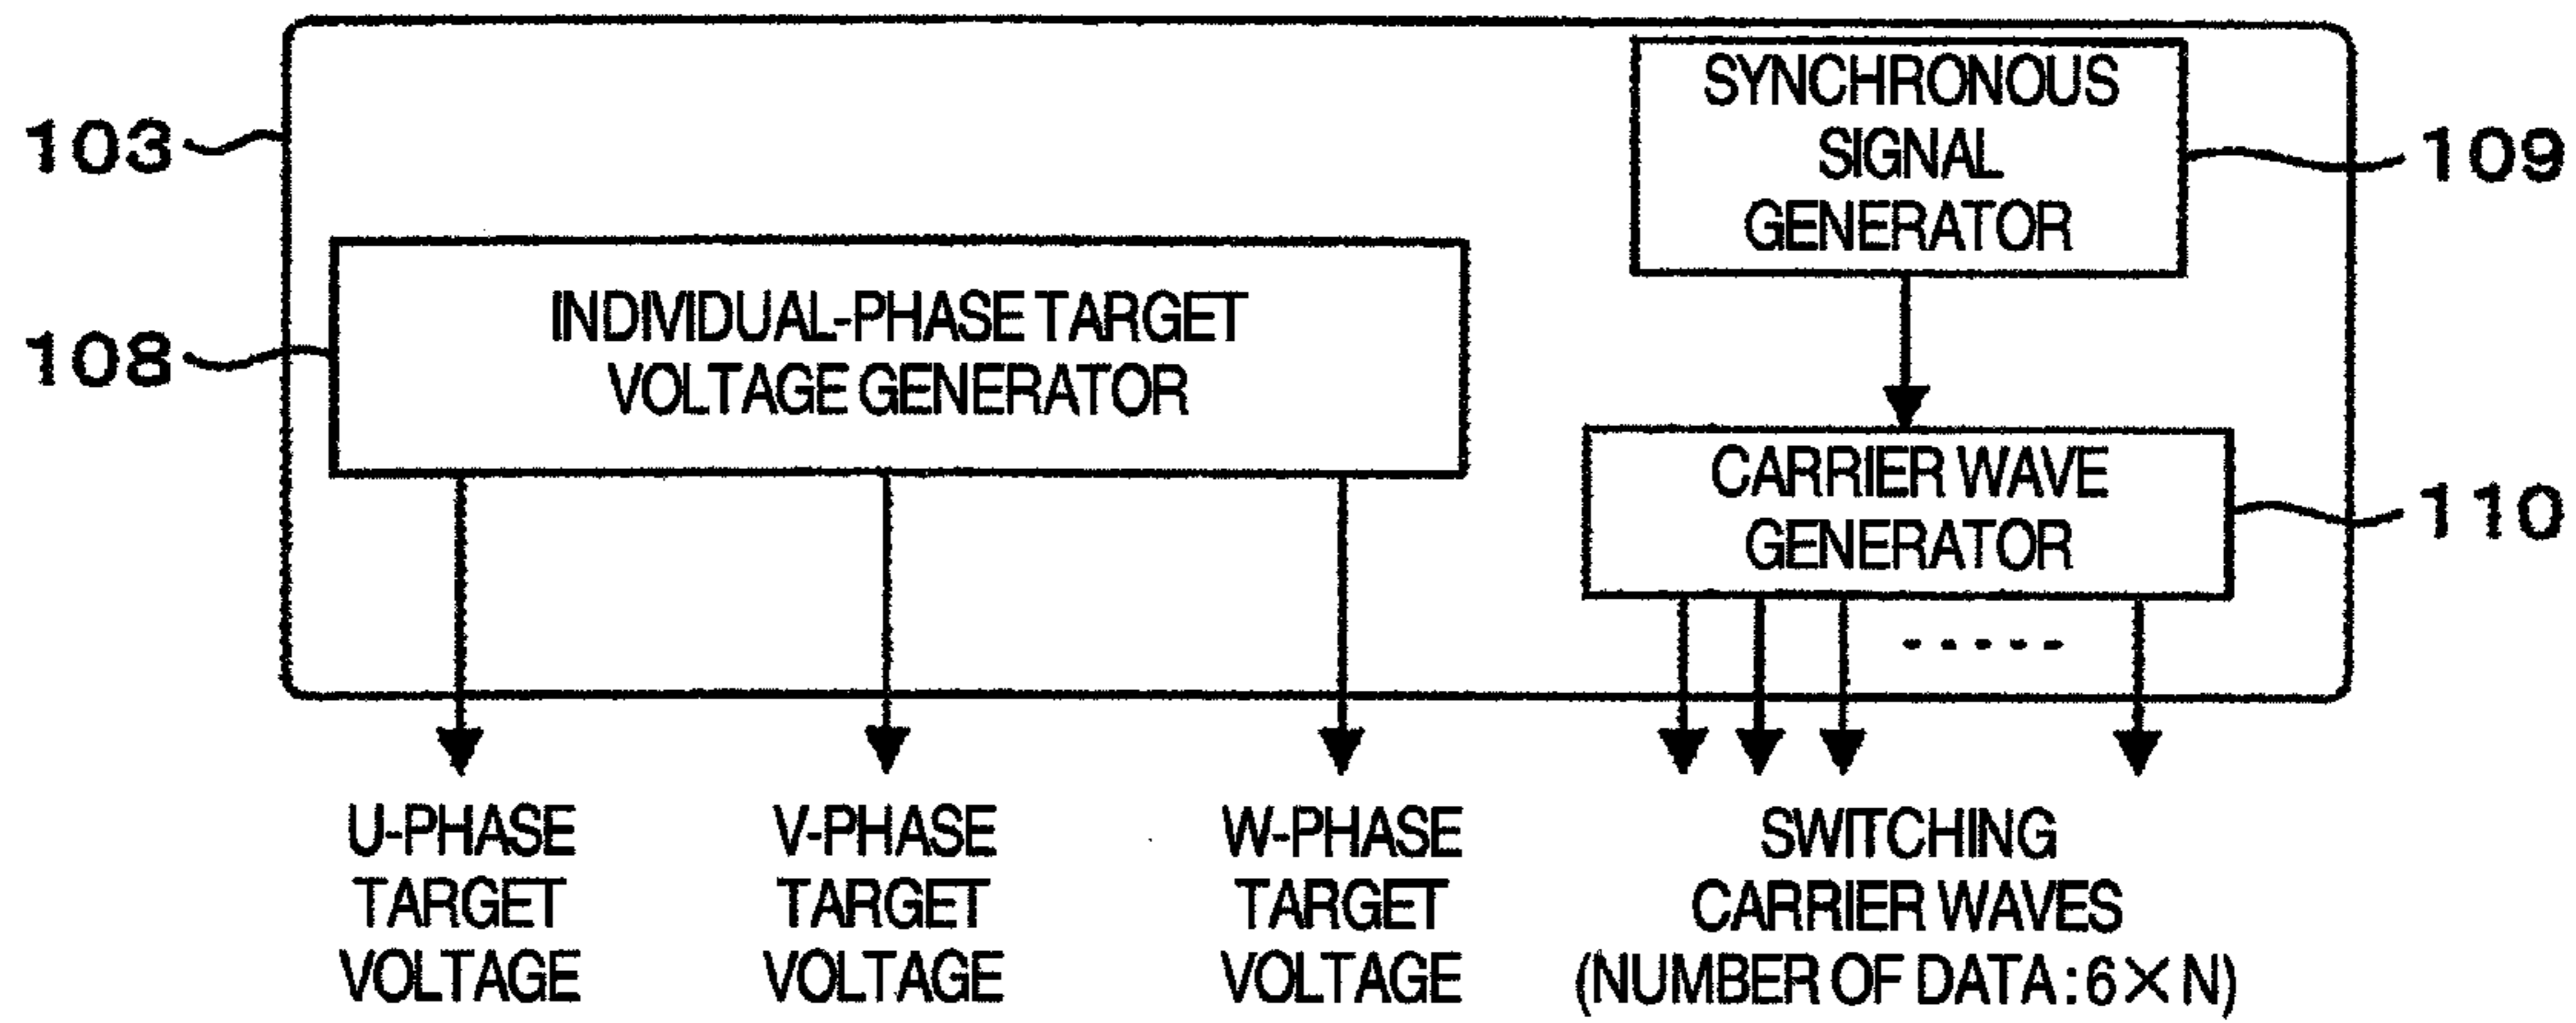 103
108
INDIVIDUAL-PHASE TARGET
VOLTAGE GENERATOR
SYNCHRONOUS
SIGNAL
GENERATOR
109
CARRIER WAVE
GENERATOR
110
U-PHASE
TARGET
VOLTAGE
V-PHASE
TARGET
VOLTAGE
W-PHASE
TARGET
VOLTAGE
SWITCHING
CARRIER WAVES
(NUMBER OF DATA:6×N)